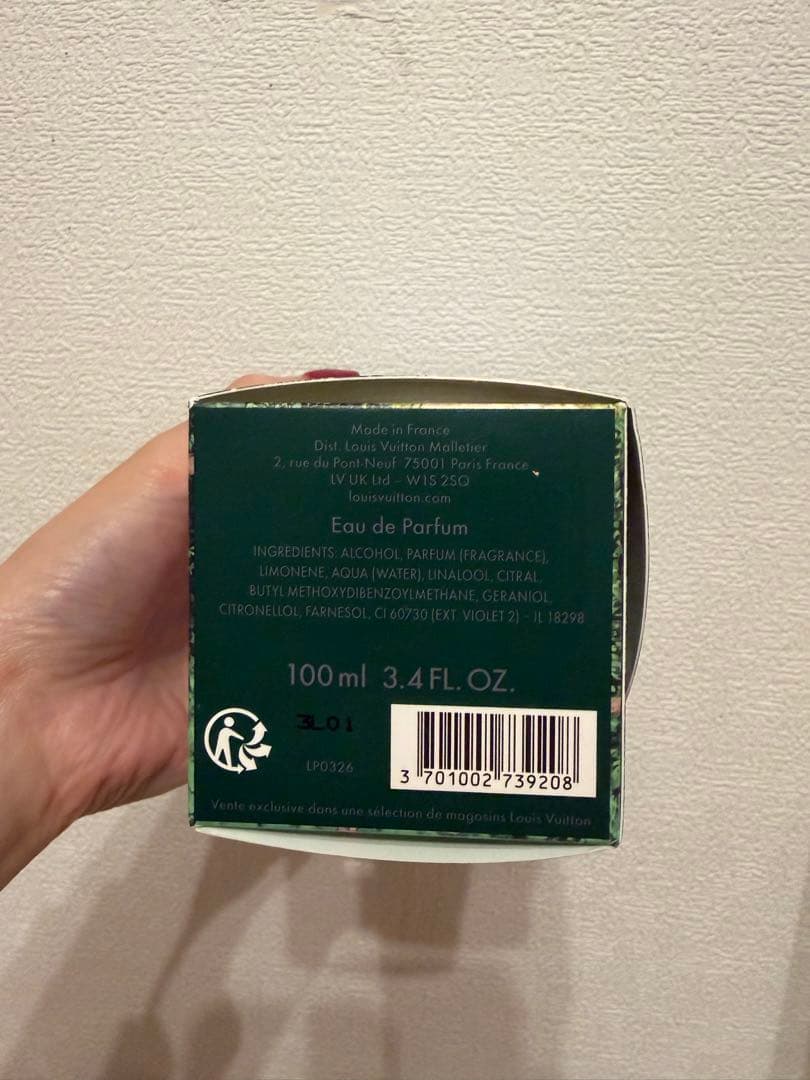 Made in France
Dist. Louis Vuitton Malletier
2, rue du Pont-Neuf 75001 Paris France
LV UK Ltd – W1S 2SQ
louisvuitton.com
Eau de Parfum
INGREDIENTS: ALCOHOL, PARFUM (FRAGRANCE),
LIMONENE, AQUA (WATER), LINALOOL, CITRAL,
BUTYL METHOXYDIBENZOYLMETHANE, GERANIOL,
CITRONELLOL, FARNESOL, CI 60730 (EXT. VIOLET 2) - IL 18298
100 ml 3.4 FL. OZ.
3L01
LP0326
3 701002 739208
Vente exclusive dans une sélection de magasins Louis Vuitton